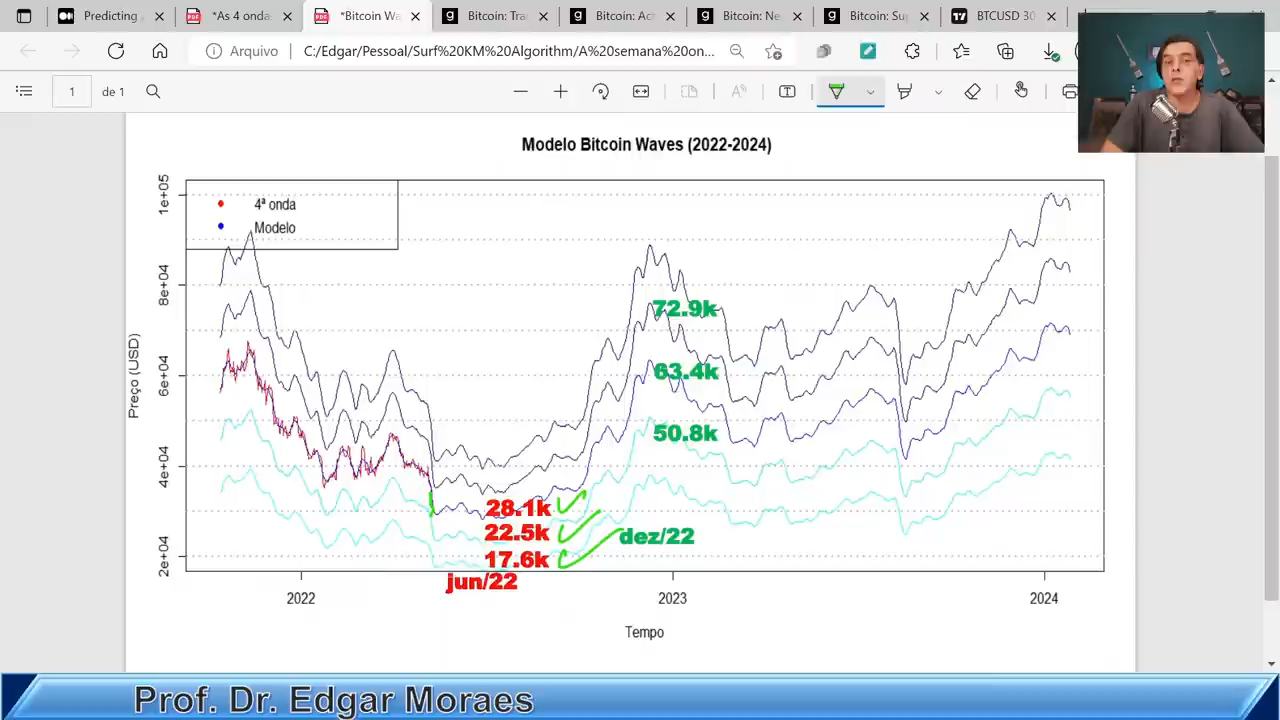 Predicting
*As 4 onda:
*Bitcoin Wa
Bitcoin: Tra
Bitcoin: Ac
Bitcoin: Ne
Bitcoin: Su
BTCUSD 30
Arquivo
C:/Edgar/Pessoal/Surf%20KM%20Algorithm/A%20semana%20on...
1
de 1
Modelo Bitcoin Waves (2022-2024)
4ª onda
Modelo
1e+05
8e+04
6e+04
4e+04
2e+04
Preço (USD)
72.9k
63.4k
50.8k
28.1k
22.5k
dez/22
17.6k
jun/22
2022
2023
2024
Tempo
Prof. Dr. Edgar Moraes